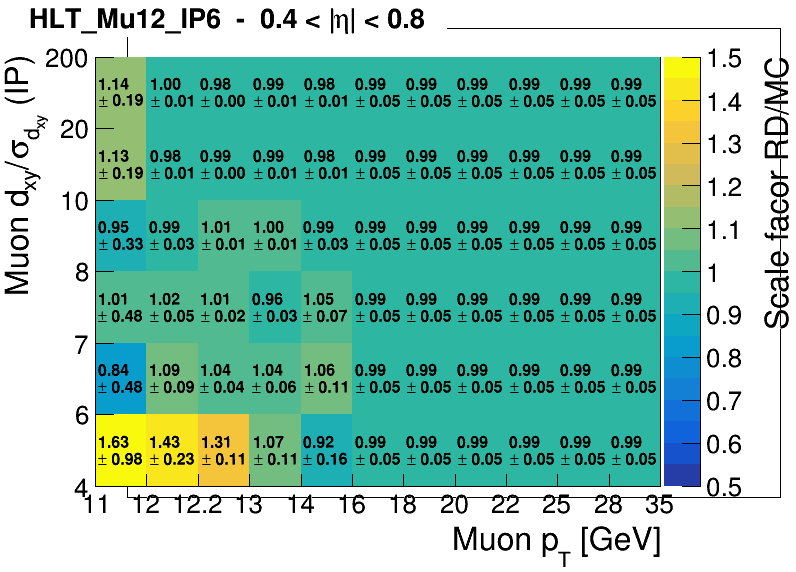 HLT_Mu12_IP6 - 0.4 < |η| < 0.8
Muon d_xy/σ_d_xy (IP)
200
20
10
8
7
6
4
1.14 1.00 0.98 0.99 0.98 0.99 0.99 0.99 0.99 0.99 0.99
± 0.19 ± 0.01 ± 0.00 ± 0.01 ± 0.01 ± 0.05 ± 0.05 ± 0.05 ± 0.05 ± 0.05 ± 0.05
1.13 0.98 0.99 0.99 0.98 0.99 0.99 0.99 0.99 0.99 0.99
± 0.19 ± 0.01 ± 0.00 ± 0.01 ± 0.01 ± 0.05 ± 0.05 ± 0.05 ± 0.05 ± 0.05 ± 0.05
0.95 0.99 1.01 1.00 0.99 0.99 0.99 0.99 0.99 0.99 0.99
± 0.33 ± 0.03 ± 0.01 ± 0.01 ± 0.03 ± 0.05 ± 0.05 ± 0.05 ± 0.05 ± 0.05 ± 0.05
1.01 1.02 1.01 0.96 1.05 0.99 0.99 0.99 0.99 0.99 0.99
± 0.48 ± 0.05 ± 0.02 ± 0.03 ± 0.07 ± 0.05 ± 0.05 ± 0.05 ± 0.05 ± 0.05 ± 0.05
0.84 1.09 1.04 1.04 1.06 0.99 0.99 0.99 0.99 0.99 0.99
± 0.48 ± 0.09 ± 0.04 ± 0.06 ± 0.11 ± 0.05 ± 0.05 ± 0.05 ± 0.05 ± 0.05 ± 0.05
1.63 1.43 1.31 1.07 0.92 0.99 0.99 0.99 0.99 0.99 0.99
± 0.98 ± 0.23 ± 0.11 ± 0.11 ± 0.16 ± 0.05 ± 0.05 ± 0.05 ± 0.05 ± 0.05 ± 0.05
11 12 12.2 13 14 16 18 20 22 25 28 35
Muon p_T [GeV]
1.5
1.4
1.3
1.2
1.1
1
0.9
0.8
0.7
0.6
0.5
Scale facor RD/MC